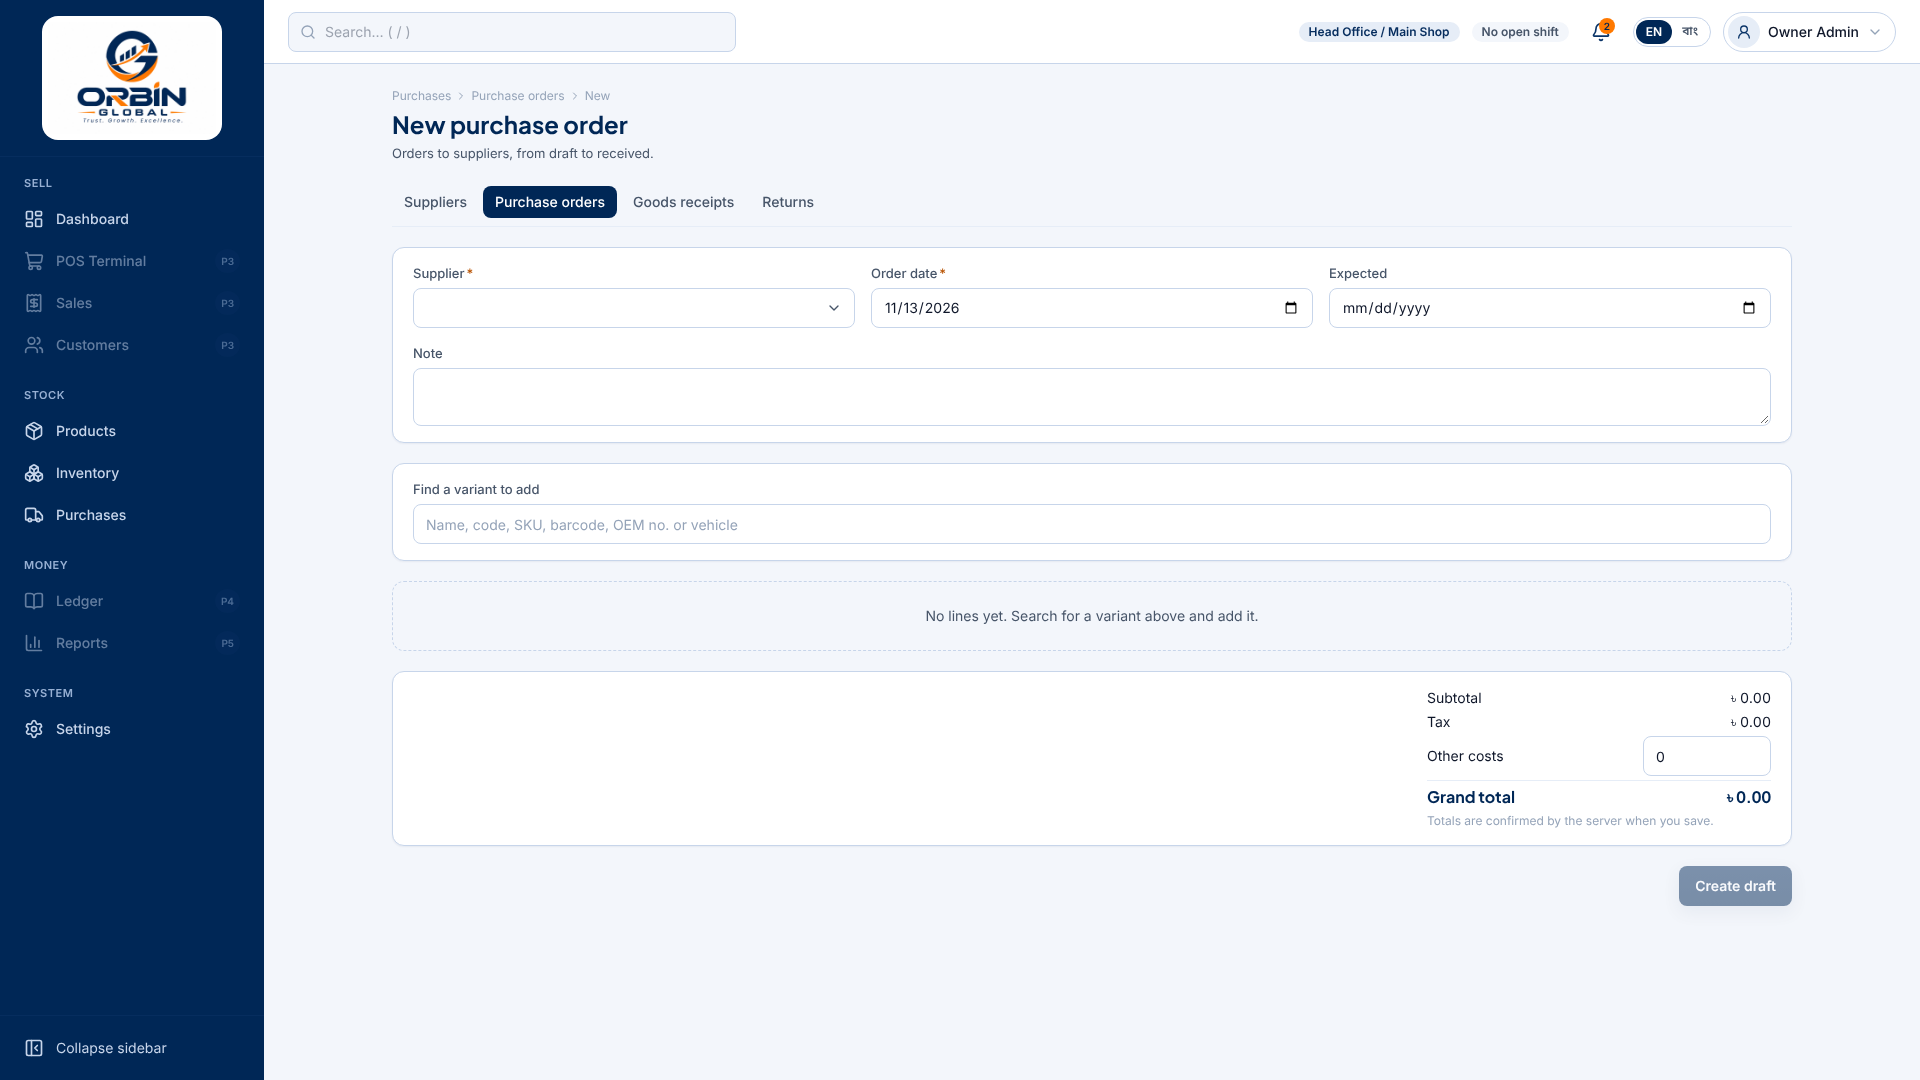 ORBIN
GLOBAL
Trust. Growth. Excellence.
Search... ( / )
Head Office / Main Shop
No open shift
2
EN
বাং
Owner Admin
SELL
Dashboard
POS Terminal P3
Sales P3
Customers P3
STOCK
Products
Inventory
Purchases
MONEY
Ledger P4
Reports P5
SYSTEM
Settings
Collapse sidebar
Purchases > Purchase orders > New
New purchase order
Orders to suppliers, from draft to received.
Suppliers Purchase orders Goods receipts Returns
Supplier* Order date* Expected
11/13/2026 mm/dd/yyyy
Note
Find a variant to add
Name, code, SKU, barcode, OEM no. or vehicle
No lines yet. Search for a variant above and add it.
Subtotal ৳ 0.00
Tax ৳ 0.00
Other costs 0
Grand total ৳ 0.00
Totals are confirmed by the server when you save.
Create draft